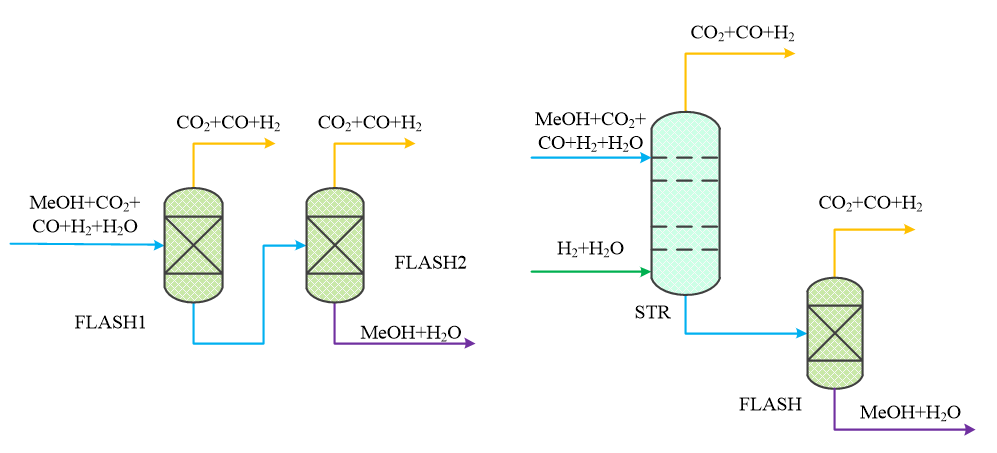 CO₂+CO+H₂
CO₂+CO+H₂
MeOH+CO₂+
CO+H₂+H₂O
FLASH1
FLASH2
MeOH+H₂O
CO₂+CO+H₂
MeOH+CO₂+
CO+H₂+H₂O
H₂+H₂O
STR
CO₂+CO+H₂
FLASH
MeOH+H₂O